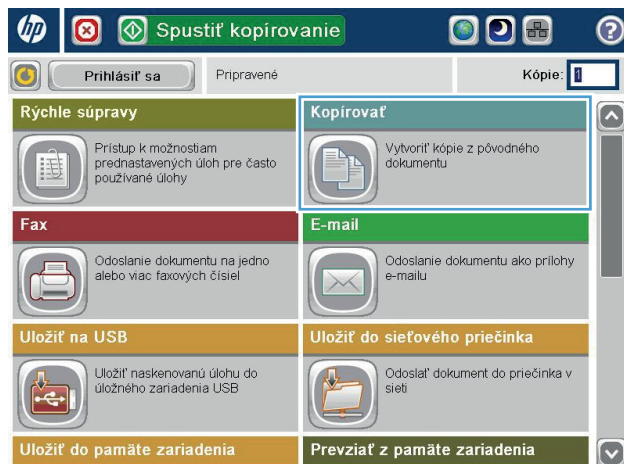 hp
Spustiť kopírovanie
?
Prihlásiť sa
Pripravené
Kópie: 1
Rýchle súpravy
Prístup k možnostiam
prednastavených úloh pre často
používané úlohy
Kopírovať
Vytvoriť kópie z pôvodného
dokumentu
Fax
Odoslanie dokumentu na jedno
alebo viac faxových čísiel
E-mail
Odoslanie dokumentu ako prílohy
e-mailu
Uložiť na USB
Uložiť naskenovanú úlohu do
úložného zariadenia USB
Uložiť do sieťového priečinka
Odoslať dokument do priečinka v
sieti
Uložiť do pamäte zariadenia
Prevziať z pamäte zariadenia